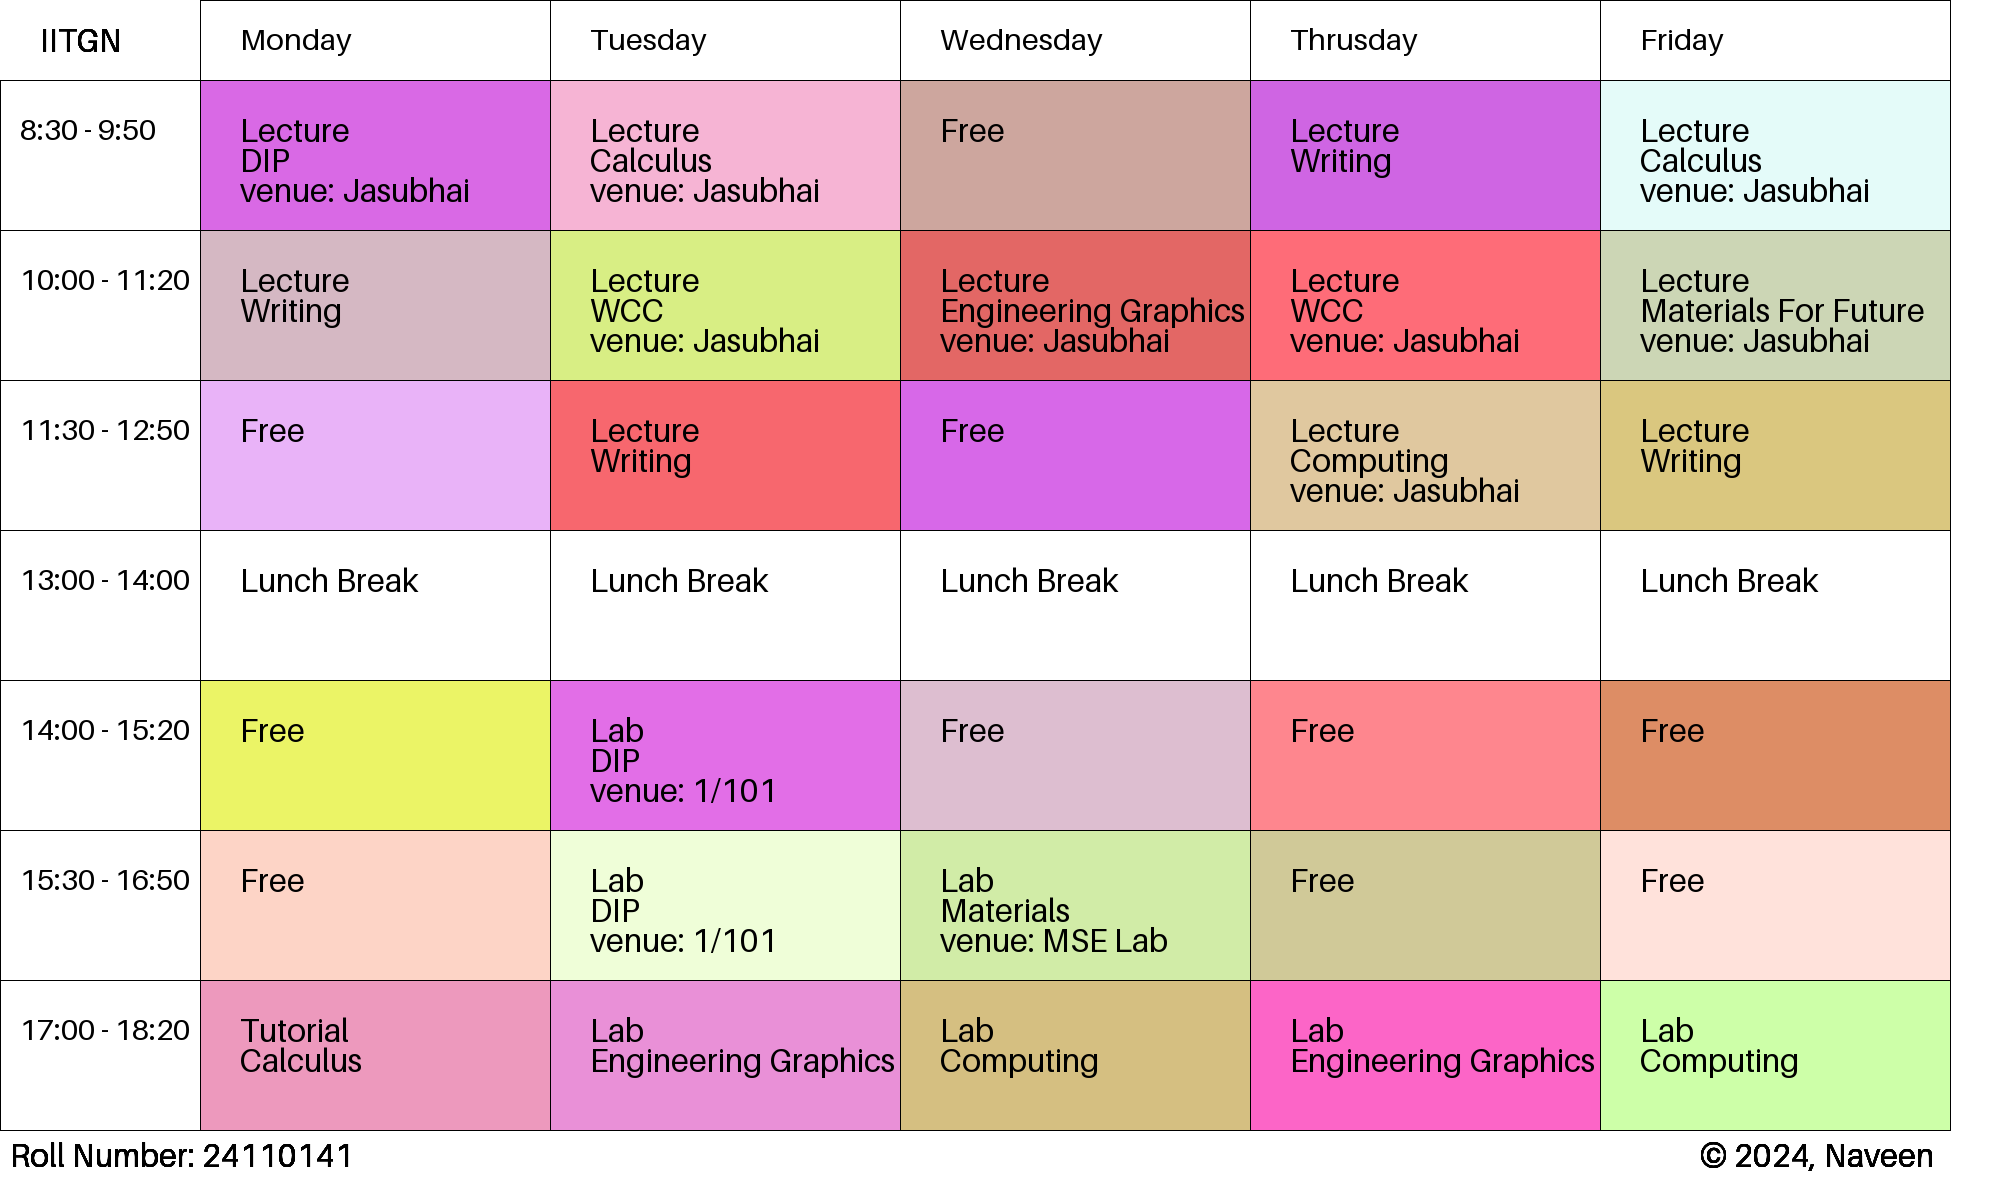 IITGN
Monday
Tuesday
Wednesday
Thrusday
Friday
8:30 - 9:50
Lecture
DIP
venue: Jasubhai
Lecture
Calculus
venue: Jasubhai
Free
Lecture
Writing
Lecture
Calculus
venue: Jasubhai
10:00 - 11:20
Lecture
Writing
Lecture
WCC
venue: Jasubhai
Lecture
Engineering Graphics
venue: Jasubhai
Lecture
WCC
venue: Jasubhai
Lecture
Materials For Future
venue: Jasubhai
11:30 - 12:50
Free
Lecture
Writing
Free
Lecture
Computing
venue: Jasubhai
Lecture
Writing
13:00 - 14:00
Lunch Break
Lunch Break
Lunch Break
Lunch Break
Lunch Break
14:00 - 15:20
Free
Lab
DIP
venue: 1/101
Free
Free
Free
15:30 - 16:50
Free
Lab
DIP
venue: 1/101
Lab
Materials
venue: MSE Lab
Free
Free
17:00 - 18:20
Tutorial
Calculus
Lab
Engineering Graphics
Lab
Computing
Lab
Engineering Graphics
Lab
Computing
Roll Number: 24110141
© 2024, Naveen